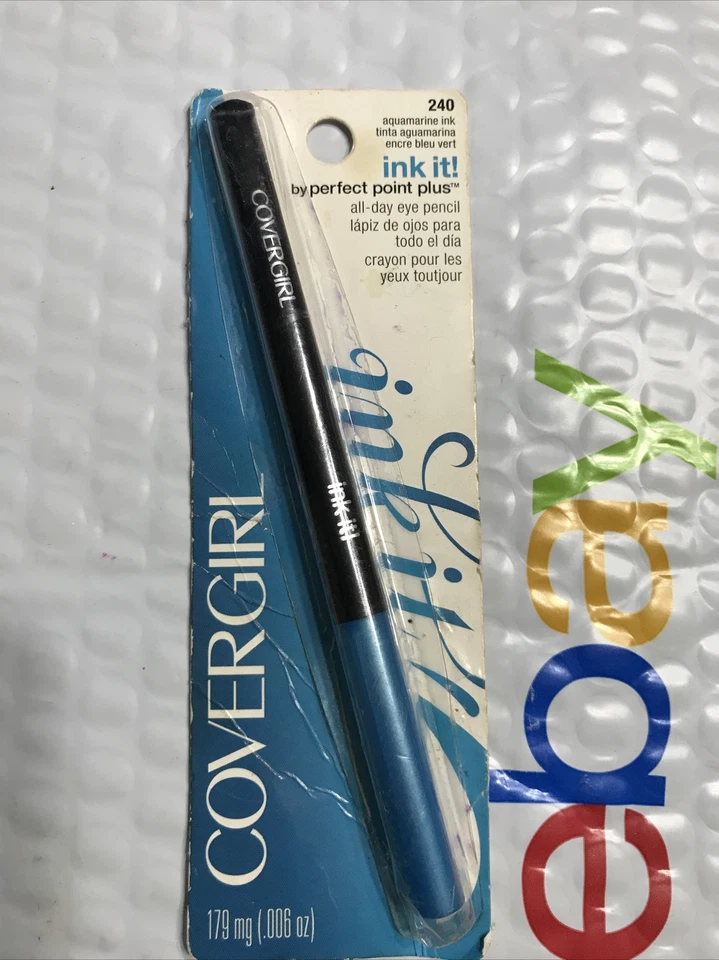 240
aquamarine ink
tinta aguamarina
encre bleu vert
ink it!
by perfect point plus™
all-day eye pencil
lápiz de ojos para
todo el día
crayon pour les
yeux toutjour
COVERGIRL
ink it!
ink it!
COVERGIRL
179 mg (.006 oz)
ebay